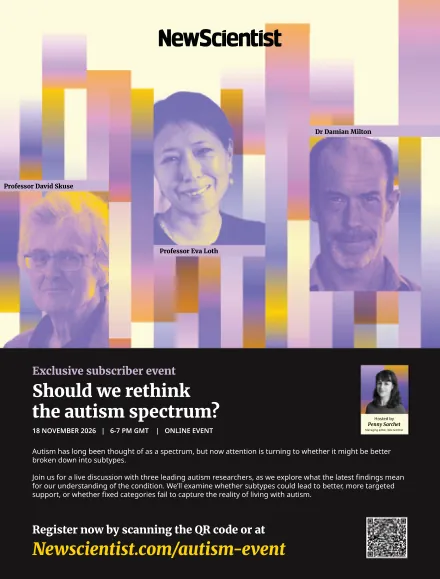 NewScientist
Dr Damian Milton
Professor David Skuse
Professor Eva Loth
Exclusive subscriber event
Should we rethink
the autism spectrum?
18 NOVEMBER 2026 | 6-7 PM GMT | ONLINE EVENT
Hosted by
Penny Sarchet
Autism has long been thought of as a spectrum, but now attention is turning to whether it might be better
broken down into subtypes.
Join us for a live discussion with three leading autism researchers, as we explore what the latest findings mean
for our understanding of the condition. We'll examine whether subtypes could lead to better, more targeted
support, or whether fixed categories fail to capture the reality of living with autism.
Register now by scanning the QR code or at
Newscientist.com/autism-event